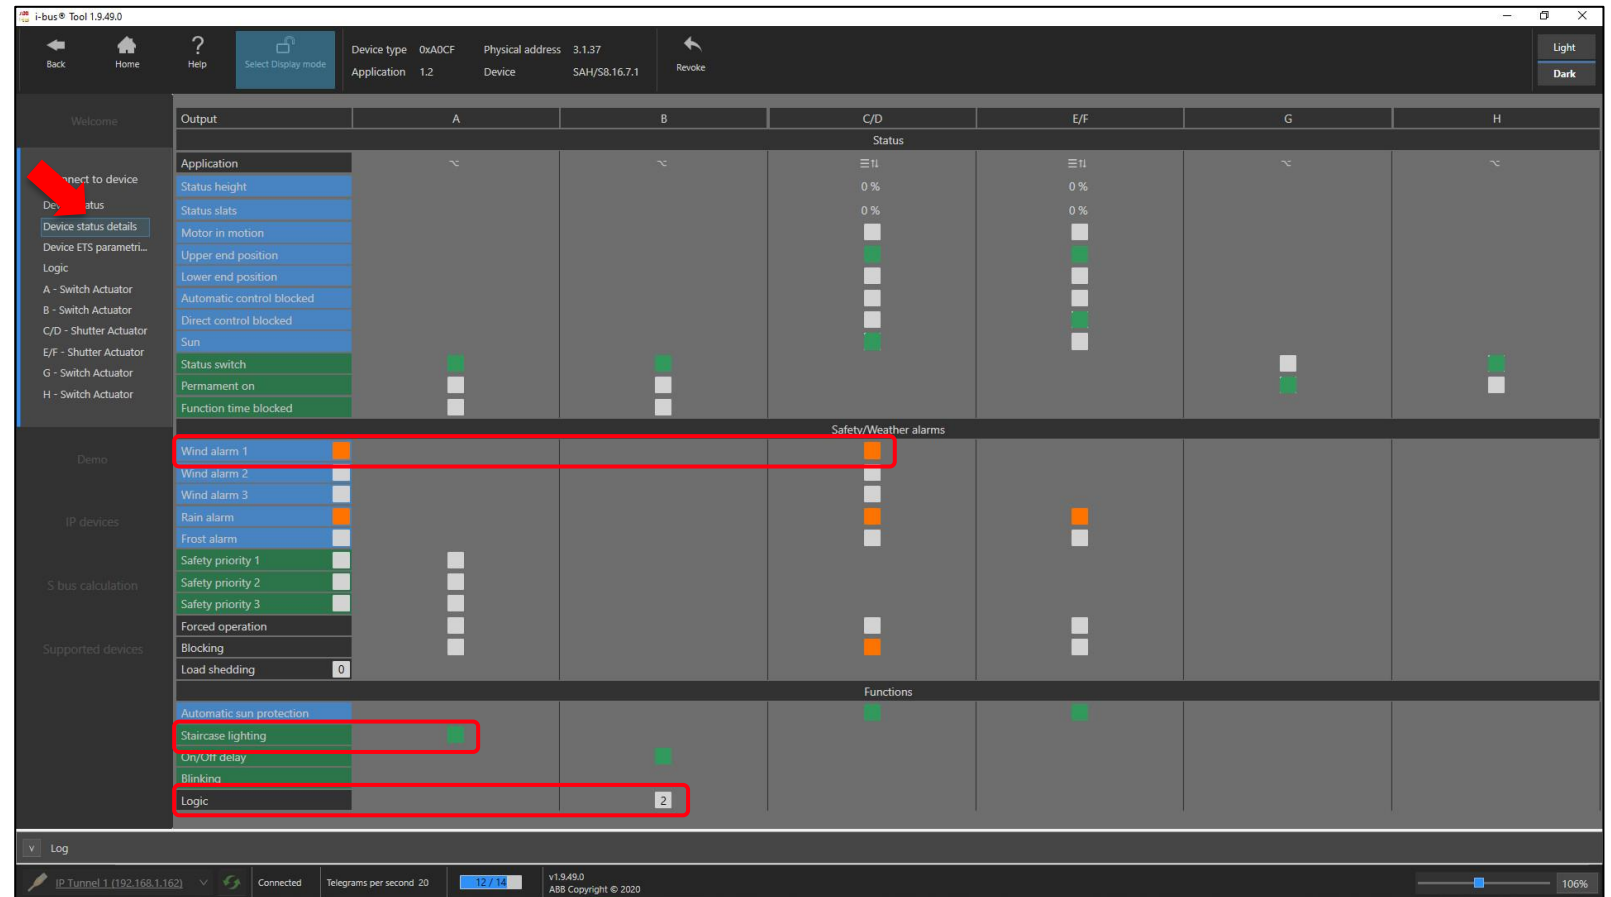 i-bus® Tool 1.9.49.0
Back Home Help Select Display mode
Device type 0xA0CF Physical address 3.1.37
Application 1.2 Device SAH/S8.16.7.1
Revoke
Light
Dark
Welcome
Connect to device
Device status
Device status details
Device ETS parametri...
Logic
A - Switch Actuator
B - Switch Actuator
C/D - Shutter Actuator
E/F - Shutter Actuator
G - Switch Actuator
H - Switch Actuator
Demo
IP devices
S bus calculation
Supported devices
Output A B C/D E/F G H
Status
Application
Status height 0 % 0 %
Status slats 0 % 0 %
Motor in motion
Upper end position
Lower end position
Automatic control blocked
Direct control blocked
Sun
Status switch
Permament on
Function time blocked
Safety/Weather alarms
Wind alarm 1
Wind alarm 2
Wind alarm 3
Rain alarm
Frost alarm
Safety priority 1
Safety priority 2
Safety priority 3
Forced operation
Blocking
Load shedding 0
Functions
Automatic sun protection
Staircase lighting
On/Off delay
Blinking
Logic 2
v Log
IP Tunnel 1 (192.168.1.162) Connected Telegrams per second 20 12 / 14
v1.9.49.0
ABB Copyright © 2020
106%